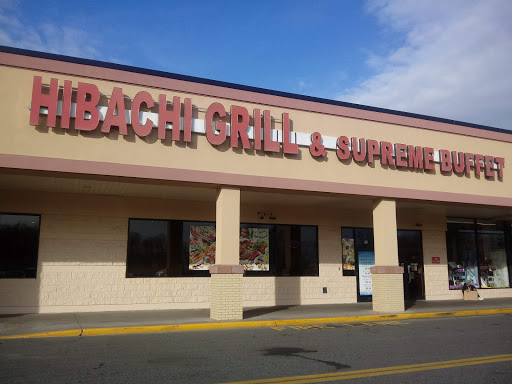 HIBACHI GRILL & SUPREME BUFFET